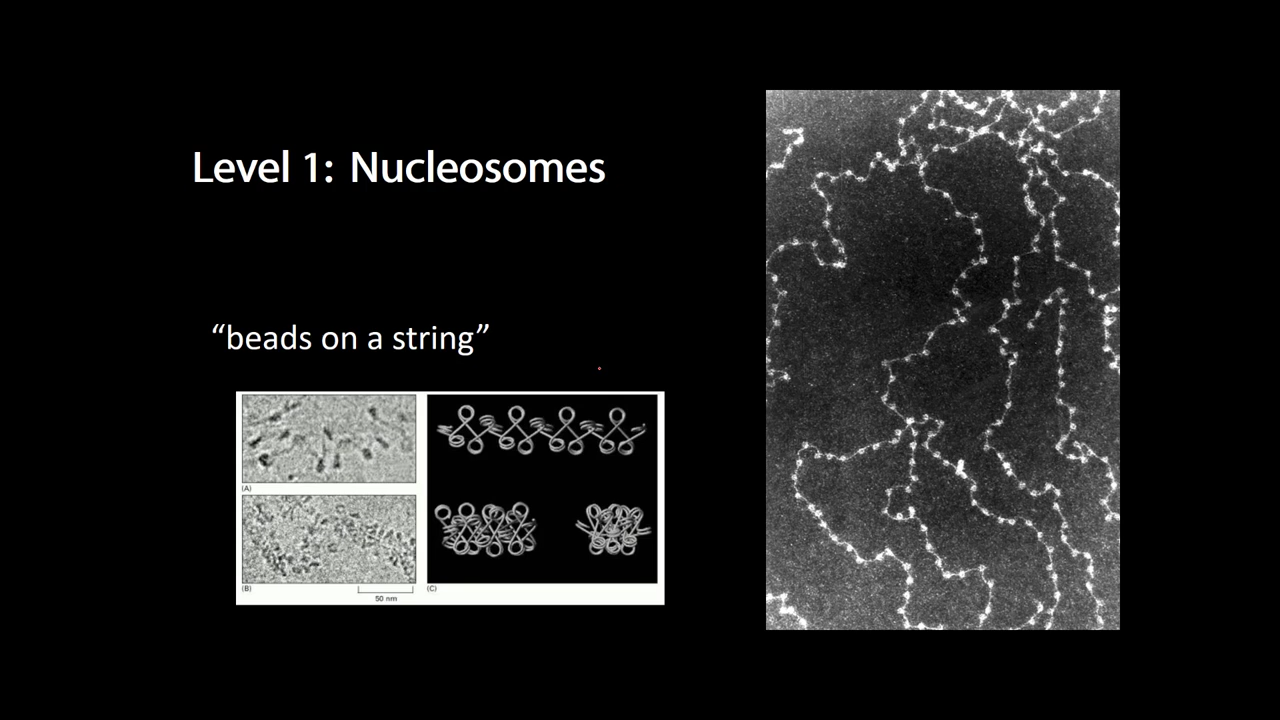 Level 1: Nucleosomes
“beads on a string”
(A)
(B)
50 nm
(C)